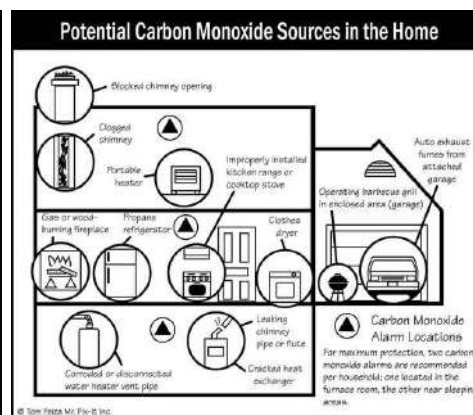 Potential Carbon Monoxide Sources in the Home
Blocked chimney opening
Clogged
chimney
Portable
heater
Improperly installed
kitchen range or
cooktop stove
Auto exhaust
fumes from
attached
garage
Operating barbecue grill
in enclosed area (garage)
Gas or wood-
burning fireplace
Propane
refrigerator
Clothes
dryer
Corroded or disconnected
water heater vent pipe
Leaking
chimney
pipe or flute
Cracked heat
exchanger
Carbon Monoxide
Alarm Locations
For maximum protection, two carbon
monoxide alarms are recommended
per household; one located in the
furnace room, the other near sleeping
areas.
© Tom Feiza Mr. Fix-It Inc.